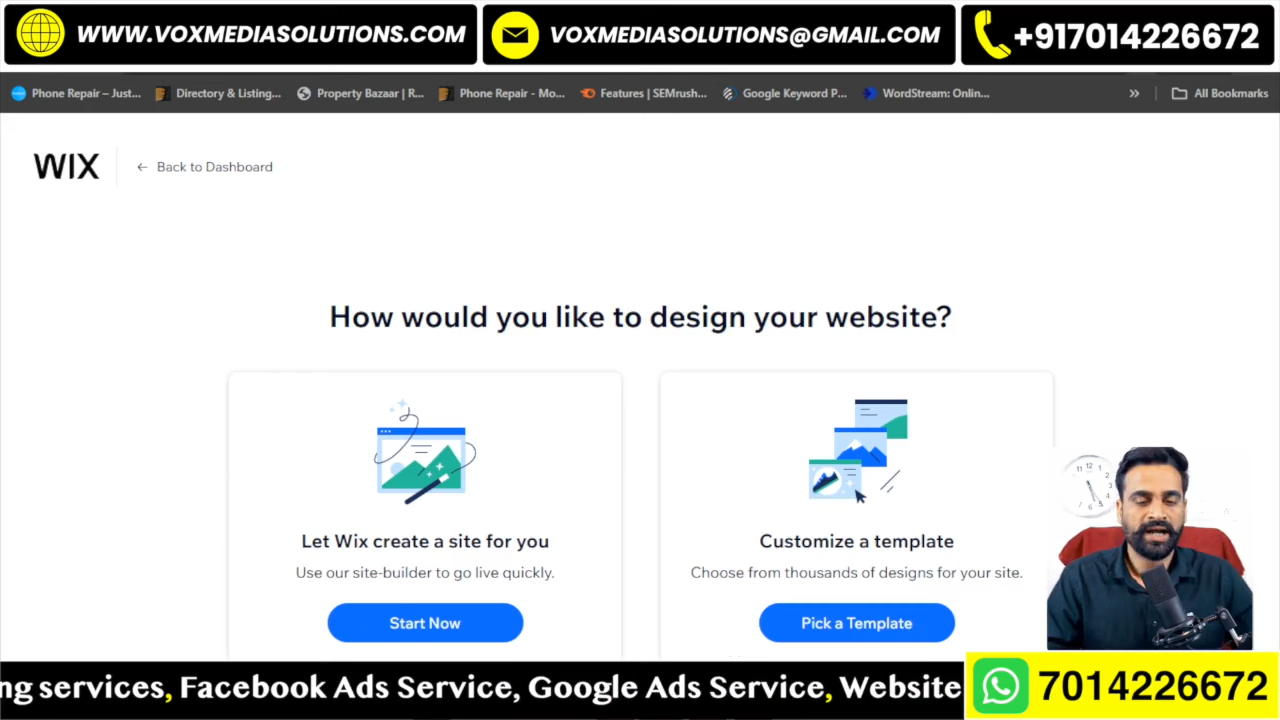 WWW.VOXMEDIASOLUTIONS.COM
VOXMEDIASOLUTIONS@GMAIL.COM
+917014226672
Phone Repair – Just...
Directory & Listing...
Property Bazaar | R...
Phone Repair - Mo...
Features | SEMrush...
Google Keyword P...
WordStream: Onlin...
»
All Bookmarks
WIX
← Back to Dashboard
How would you like to design your website?
Let Wix create a site for you
Use our site-builder to go live quickly.
Start Now
Customize a template
Choose from thousands of designs for your site.
Pick a Template
ng services, Facebook Ads Service, Google Ads Service, Website
7014226672